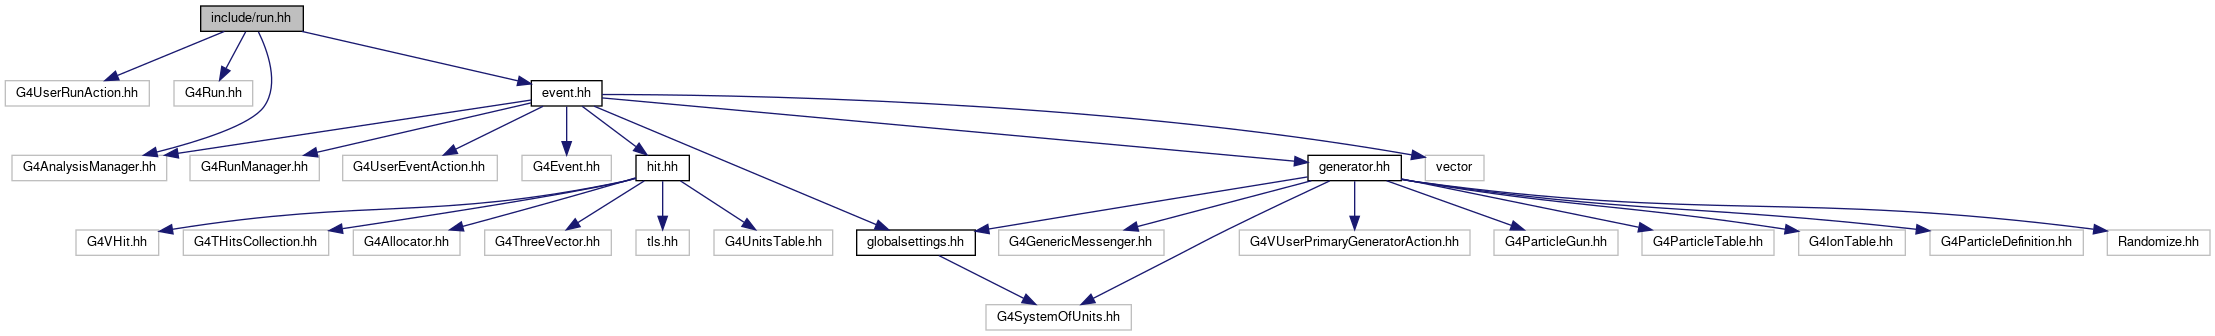 include/run.hh
G4UserRunAction.hh
G4Run.hh
event.hh
G4AnalysisManager.hh
G4RunManager.hh
G4UserEventAction.hh
G4Event.hh
hit.hh
generator.hh
vector
G4VHit.hh
G4THitsCollection.hh
G4Allocator.hh
G4ThreeVector.hh
tls.hh
G4UnitsTable.hh
globalsettings.hh
G4GenericMessenger.hh
G4VUserPrimaryGeneratorAction.hh
G4ParticleGun.hh
G4ParticleTable.hh
G4IonTable.hh
G4ParticleDefinition.hh
Randomize.hh
G4SystemOfUnits.hh